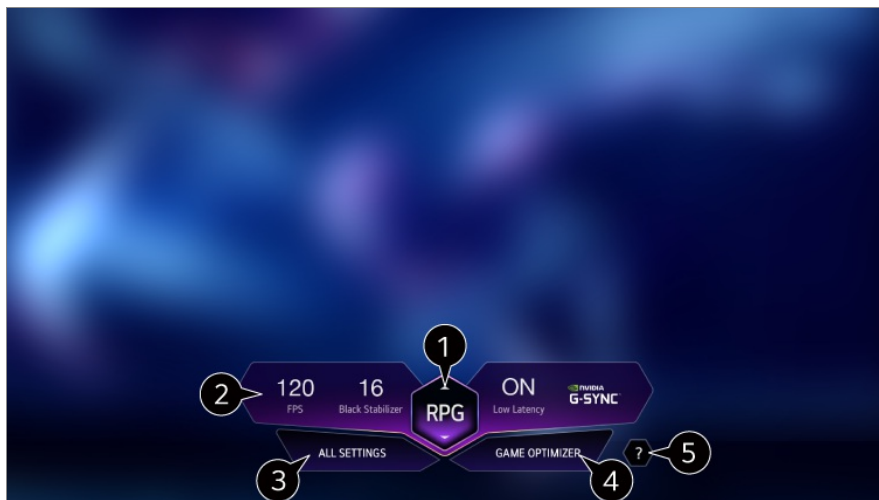 1
2
120
FPS
16
Black Stabilizer
RPG
ON
Low Latency
NVIDIA
G-SYNC
ALL SETTINGS
GAME OPTIMIZER
?
3
4
5